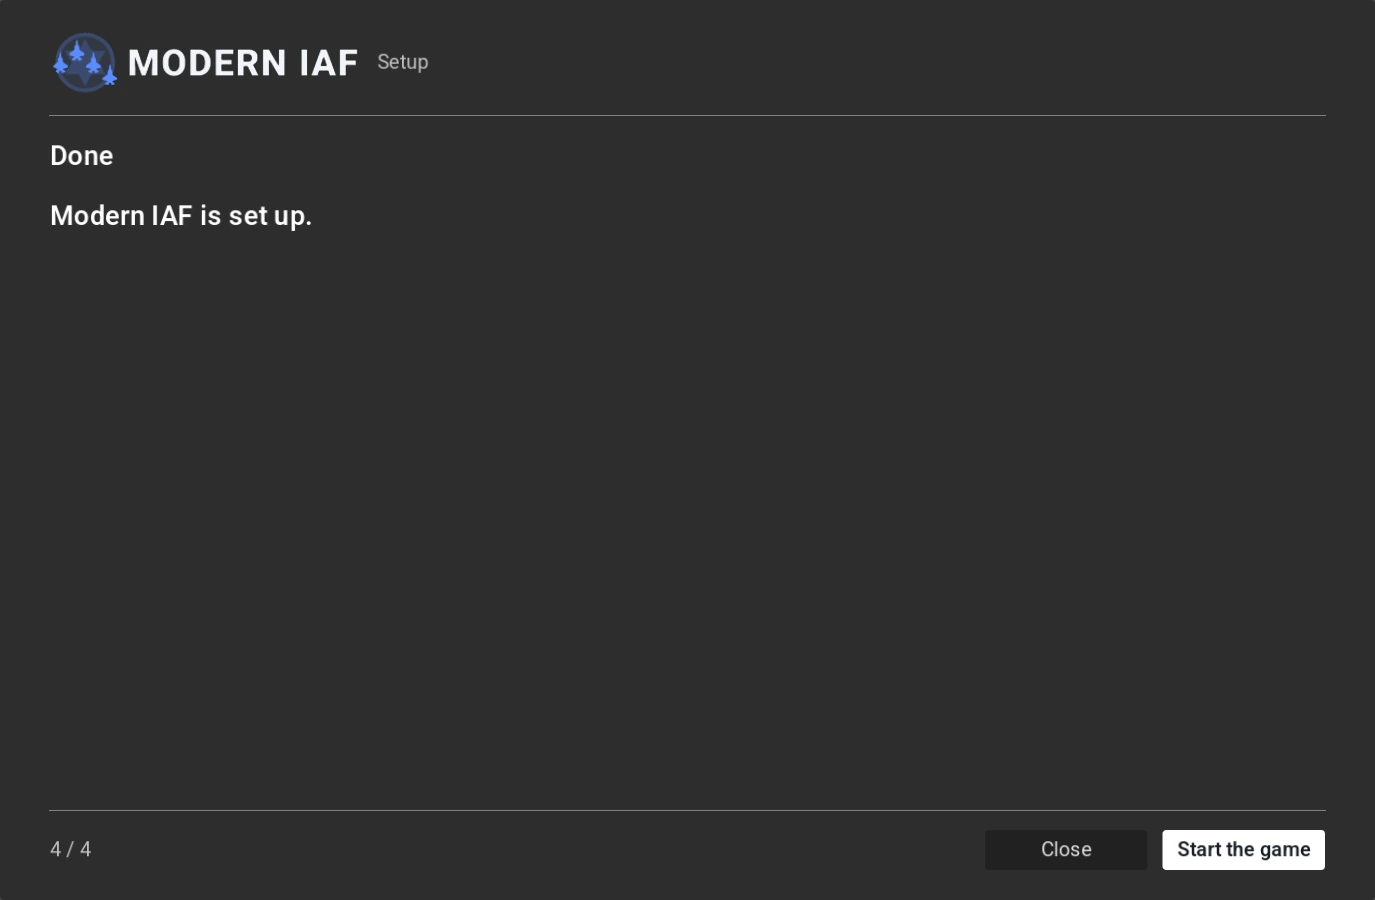 MODERN IAF Setup
Done
Modern IAF is set up.
4 / 4
Close
Start the game